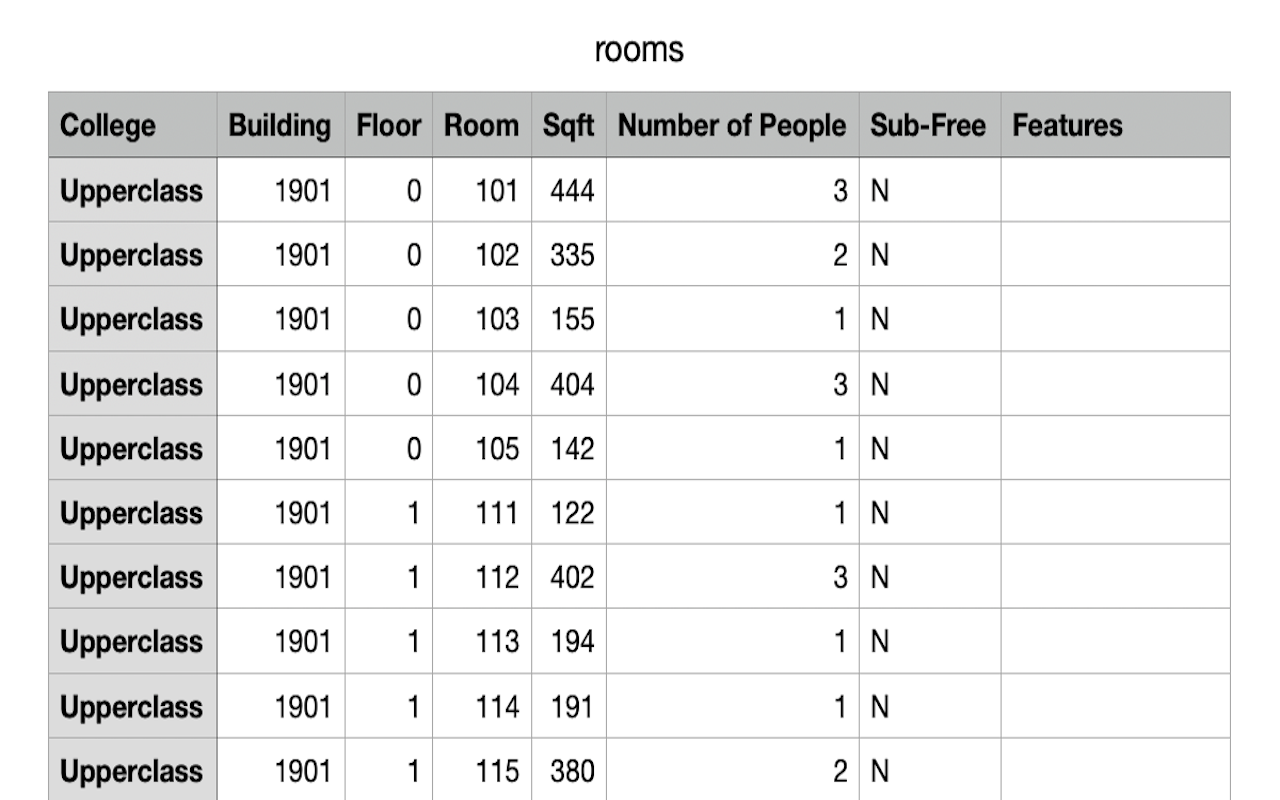 rooms
College Building Floor Room Sqft Number of People Sub-Free Features
Upperclass 1901 0 101 444 3 N
Upperclass 1901 0 102 335 2 N
Upperclass 1901 0 103 155 1 N
Upperclass 1901 0 104 404 3 N
Upperclass 1901 0 105 142 1 N
Upperclass 1901 1 111 122 1 N
Upperclass 1901 1 112 402 3 N
Upperclass 1901 1 113 194 1 N
Upperclass 1901 1 114 191 1 N
Upperclass 1901 1 115 380 2 N